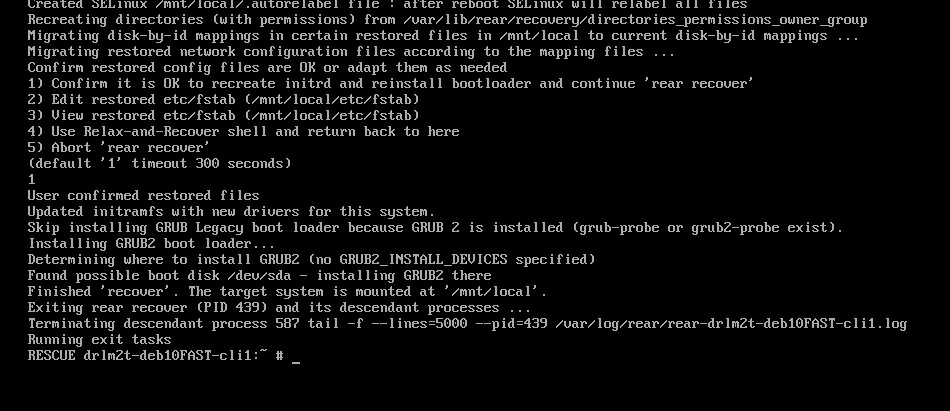 Created SELinux /mnt/local/.autorelabel file : after reboot SELinux will relabel all files
Recreating directories (with permissions) from /var/lib/rear/recovery/directories_permissions_owner_group
Migrating disk-by-id mappings in certain restored files in /mnt/local to current disk-by-id mappings ...
Migrating restored network configuration files according to the mapping files ...
Confirm restored config files are OK or adapt them as needed
1) Confirm it is OK to recreate initrd and reinstall bootloader and continue 'rear recover'
2) Edit restored etc/fstab (/mnt/local/etc/fstab)
3) View restored etc/fstab (/mnt/local/etc/fstab)
4) Use Relax-and-Recover shell and return back to here
5) Abort 'rear recover'
(default '1' timeout 300 seconds)
1
User confirmed restored files
Updated initramfs with new drivers for this system.
Skip installing GRUB Legacy boot loader because GRUB 2 is installed (grub-probe or grub2-probe exist).
Installing GRUB2 boot loader...
Determining where to install GRUB2 (no GRUB2_INSTALL_DEVICES specified)
Found possible boot disk /dev/sda - installing GRUB2 there
Finished 'recover'. The target system is mounted at '/mnt/local'.
Exiting rear recover (PID 439) and its descendant processes ...
Terminating descendant process 587 tail -f --lines=5000 --pid=439 /var/log/rear/rear-drlm2t-deb10FAST-cli1.log
Running exit tasks
RESCUE drlm2t-deb10FAST-cli1:~ # _